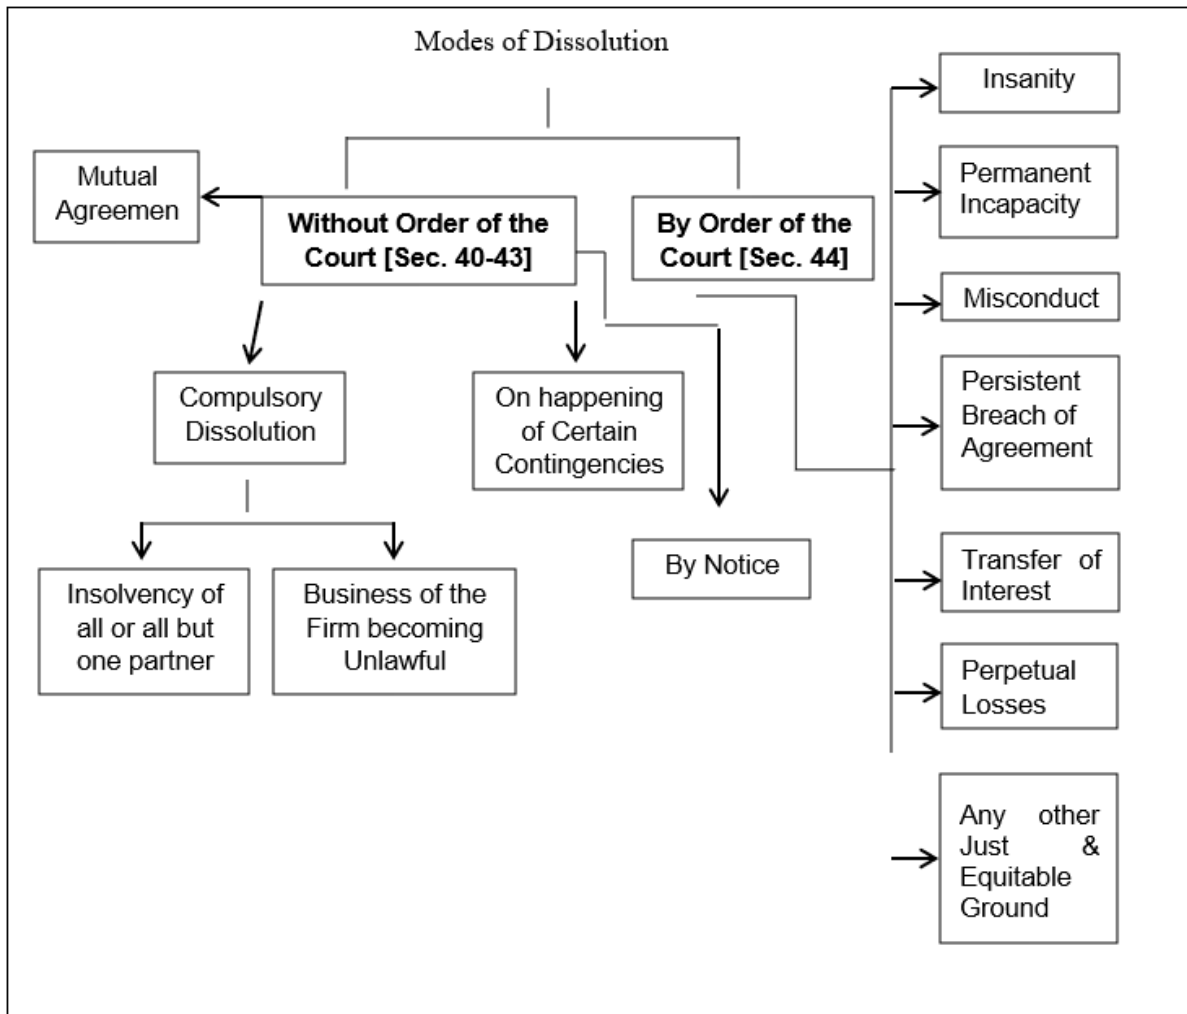 Modes of Dissolution
Mutual
Agreemen
Without Order of the
Court [Sec. 40-43]
By Order of the
Court [Sec. 44]
Compulsory
Dissolution
On happening
of Certain
Contingencies
By Notice
Insolvency of
all or all but
one partner
Business of the
Firm becoming
Unlawful
Insanity
Permanent
Incapacity
Misconduct
Persistent
Breach of
Agreement
Transfer of
Interest
Perpetual
Losses
Any other
Just &
Equitable
Ground